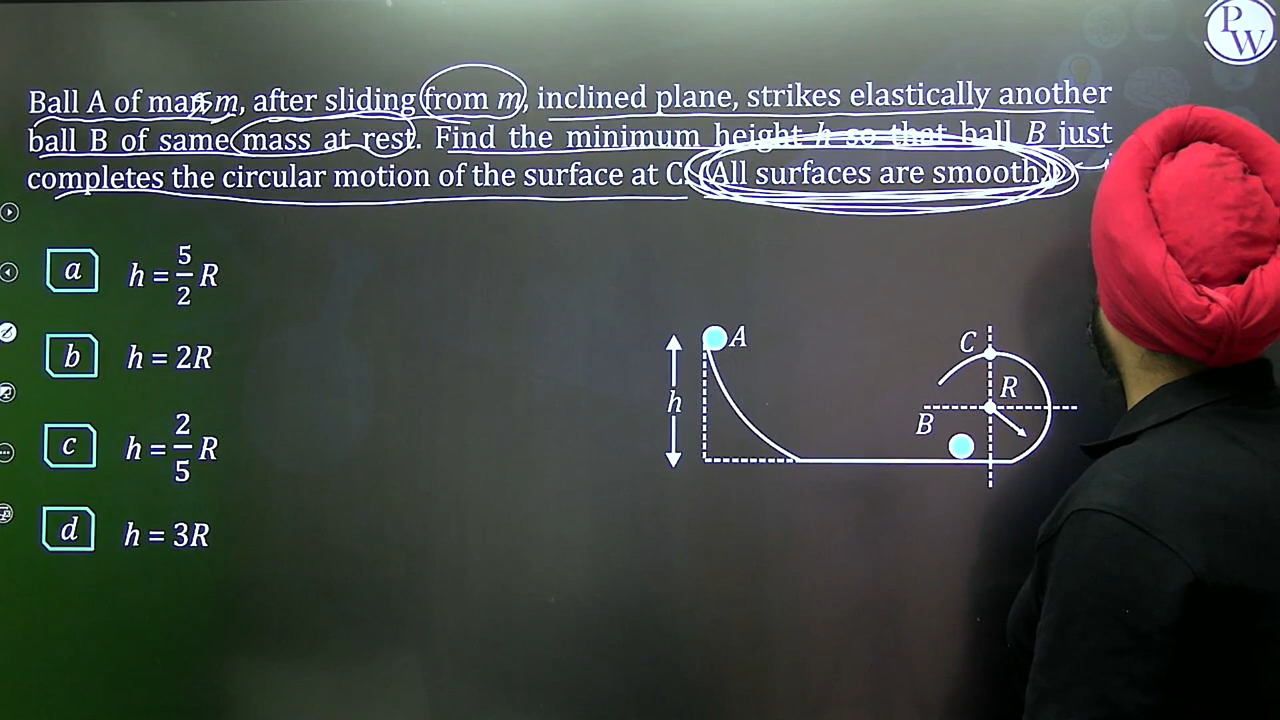 P
W
Ball A of mass m, after sliding from m, inclined plane, strikes elastically another
ball B of same mass at rest. Find the minimum height h so that ball B just
completes the circular motion of the surface at C. (All surfaces are smooth.)
a h = 5/2 R
b h = 2R
c h = 2/5 R
d h = 3R
A
h
C
R
B